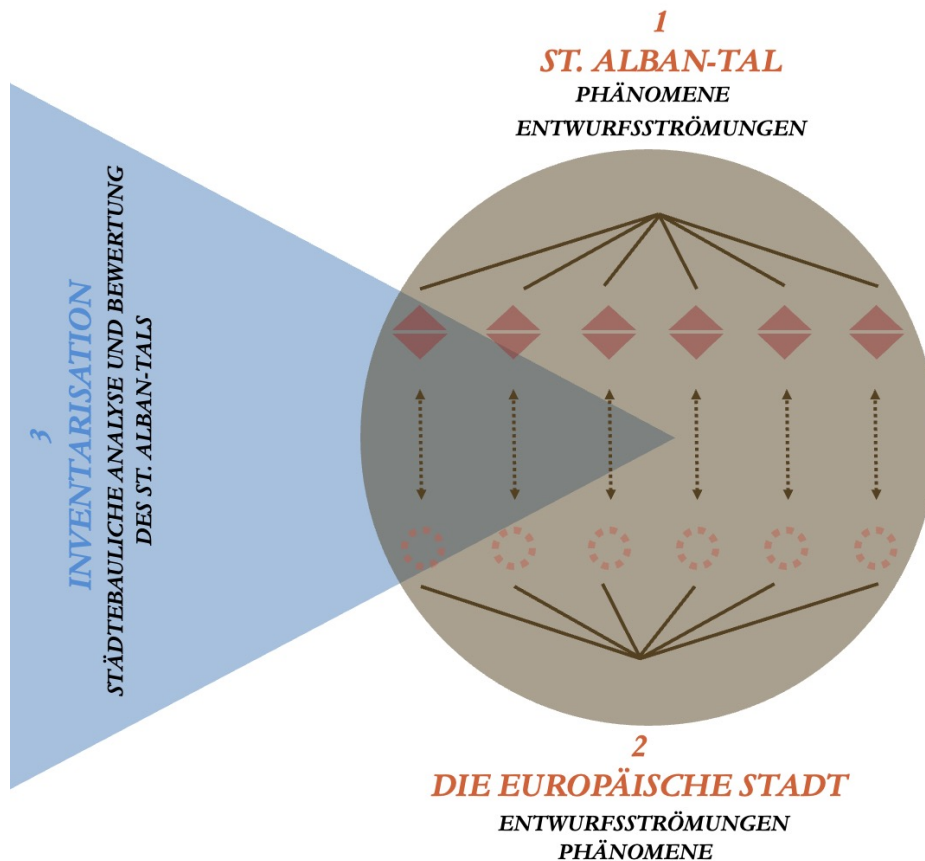 1
ST. ALBAN-TAL
PHÄNOMENE
ENTWURFSSTRÖMUNGEN
3
INVENTARISATION
STÄDTEBAULICHE ANALYSE UND BEWERTUNG
DES ST. ALBAN-TALS
2
DIE EUROPÄISCHE STADT
ENTWURFSSTRÖMUNGEN
PHÄNOMENE